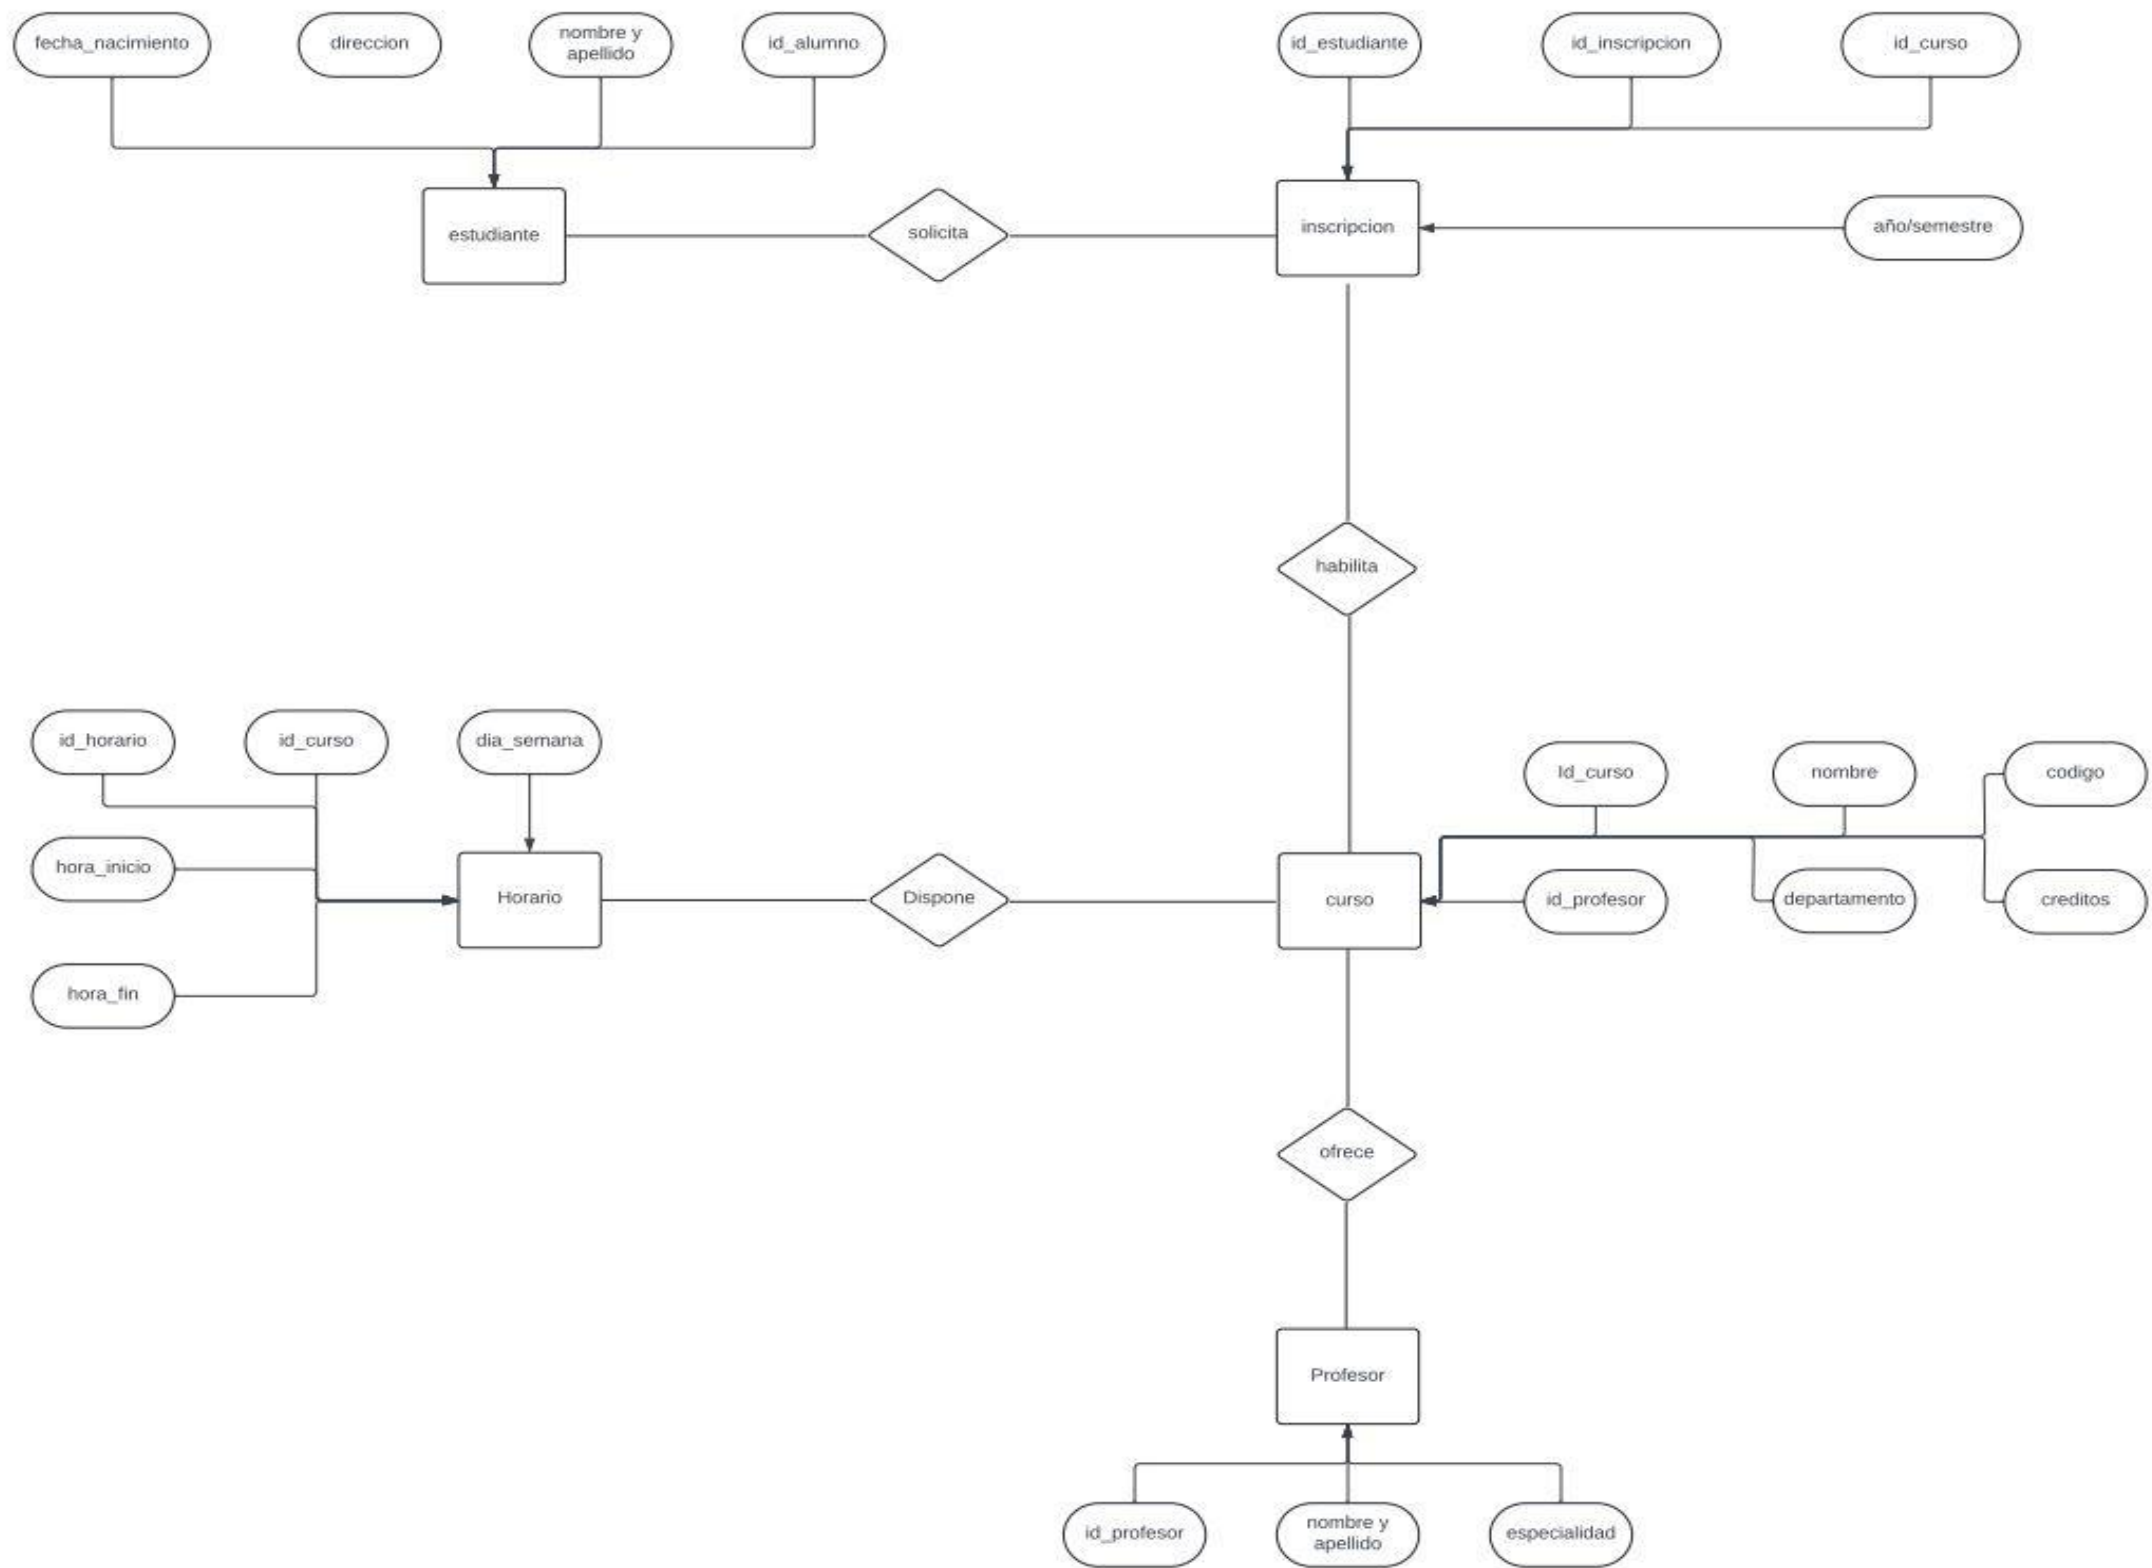 fecha_nacimiento
direccion
nombre y
apellido
id_alumno
id_estudiante
id_inscripcion
id_curso
estudiante
solicita
inscripcion
año/semestre
habilita
id_horario
id_curso
dia_semana
Id_curso
nombre
codigo
hora_inicio
Horario
Dispone
curso
id_profesor
departamento
creditos
hora_fin
ofrece
Profesor
id_profesor
nombre y
apellido
especialidad